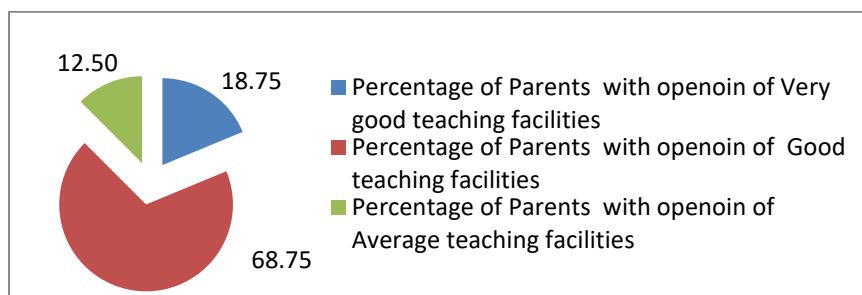 12.50
18.75
68.75
Percentage of Parents with openoin of Very
good teaching facilities
Percentage of Parents with openoin of Good
teaching facilities
Percentage of Parents with openoin of
Average teaching facilities